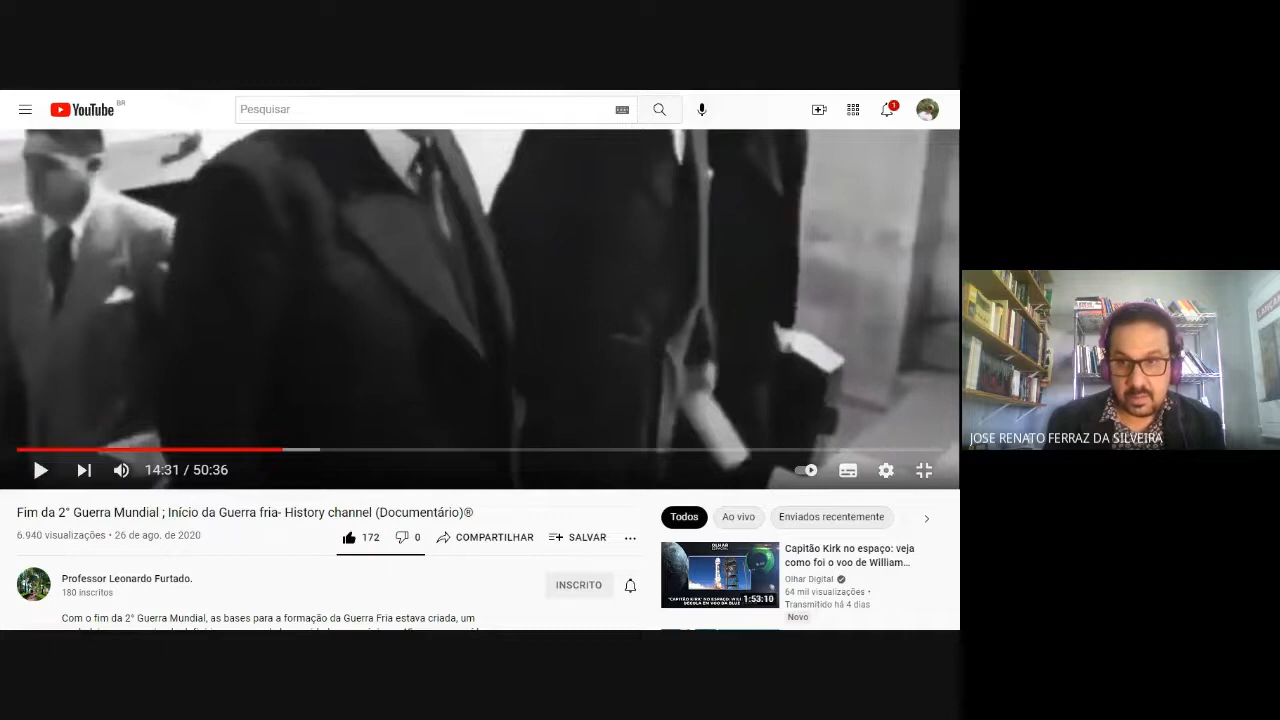 YouTube BR
Pesquisar
1
14:31 / 50:36
Fim da 2° Guerra Mundial ; Início da Guerra fria- History channel (Documentário)®
6.940 visualizações • 26 de ago. de 2020
172
0
COMPARTILHAR
SALVAR
Professor Leonardo Furtado.
180 inscritos
INSCRITO
Com o fim da 2° Guerra Mundial, as bases para a formação da Guerra Fria estava criada, um
Todos
Ao vivo
Enviados recentemente
1:53:10
Capitão Kirk no espaço: veja
como foi o voo de William...
Olhar Digital
64 mil visualizações •
Transmitido há 4 dias
Novo
JOSE RENATO FERRAZ DA SILVEIRA